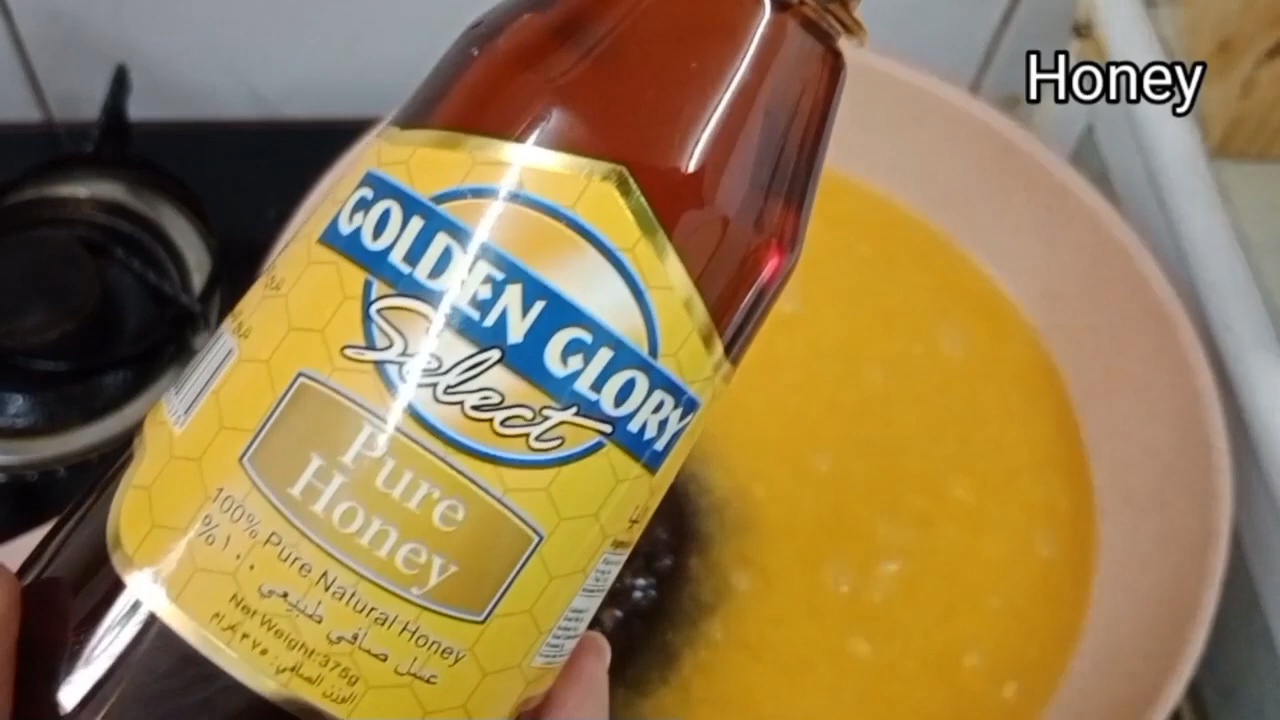 Honey
GOLDEN GLORY
Select
Pure
Honey
100% Pure Natural Honey
%١٠٠
عسل صافي طبيعي
Net Weight:375g
الوزن الصافي: ٣٧٥ كرام